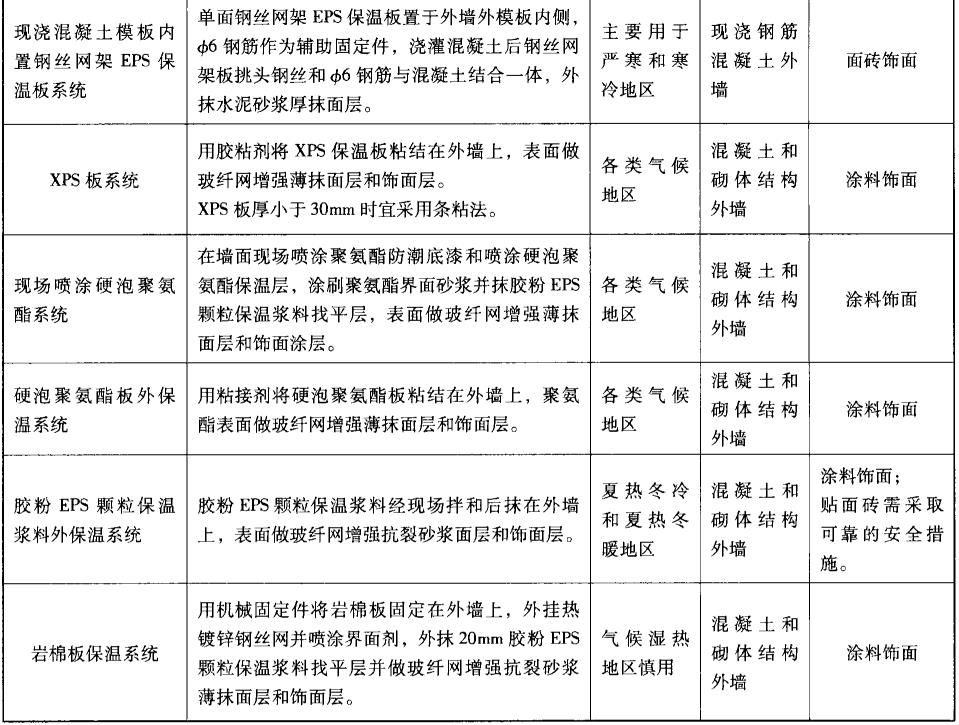 现浇混凝土模板内
置钢丝网架 EPS 保
温板系统
单面钢丝网架 EPS 保温板置于外墙外模板内侧，
ϕ6 钢筋作为辅助固定件，浇灌混凝土后钢丝网
架板挑头钢丝和 ϕ6 钢筋与混凝土结合一体，外
抹水泥砂浆厚抹面层。
主要用于
严寒和寒
冷地区
现浇钢筋
混凝土外
墙
面砖饰面
XPS 板系统
用胶粘剂将 XPS 保温板粘结在外墙上，表面做
玻纤网增强薄抹面层和饰面层。
XPS 板厚小于 30mm 时宜采用条粘法。
各类气候
地区
混凝土和
砌体结构
外墙
涂料饰面
现场喷涂硬泡聚氨
酯系统
在墙面现场喷涂聚氨酯防潮底漆和喷涂硬泡聚
氨酯保温层，涂刷聚氨酯界面砂浆并抹胶粉 EPS
颗粒保温浆料找平层，表面做玻纤网增强薄抹
面层和饰面涂层。
各类气候
地区
混凝土和
砌体结构
外墙
涂料饰面
硬泡聚氨酯板外保
温系统
用粘接剂将硬泡聚氨酯板粘结在外墙上，聚氨
酯表面做玻纤网增强薄抹面层和饰面层。
各类气候
地区
混凝土和
砌体结构
外墙
涂料饰面
胶粉 EPS 颗粒保温
浆料外保温系统
胶粉 EPS 颗粒保温浆料经现场拌和后抹在外墙
上，表面做玻纤网增强抗裂砂浆面层和饰面层。
夏热冬冷
和夏热冬
暖地区
混凝土和
砌体结构
外墙
涂料饰面；
贴面砖需采取
可靠的安全措
施。
岩棉板保温系统
用机械固定件将岩棉板固定在外墙上，外挂热
镀锌钢丝网并喷涂界面剂，外抹 20mm 胶粉 EPS
颗粒保温浆料找平层并做玻纤网增强抗裂砂浆
薄抹面层和饰面层。
气候湿热
地区慎用
混凝土和
砌体结构
外墙
涂料饰面